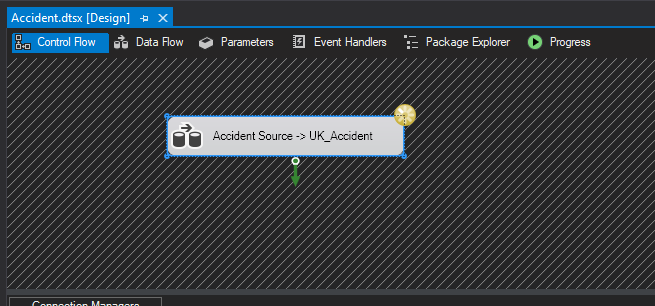 Accident.dtsx [Design]
Control Flow Data Flow Parameters Event Handlers Package Explorer Progress
Accident Source -> UK_Accident
Connection Managers